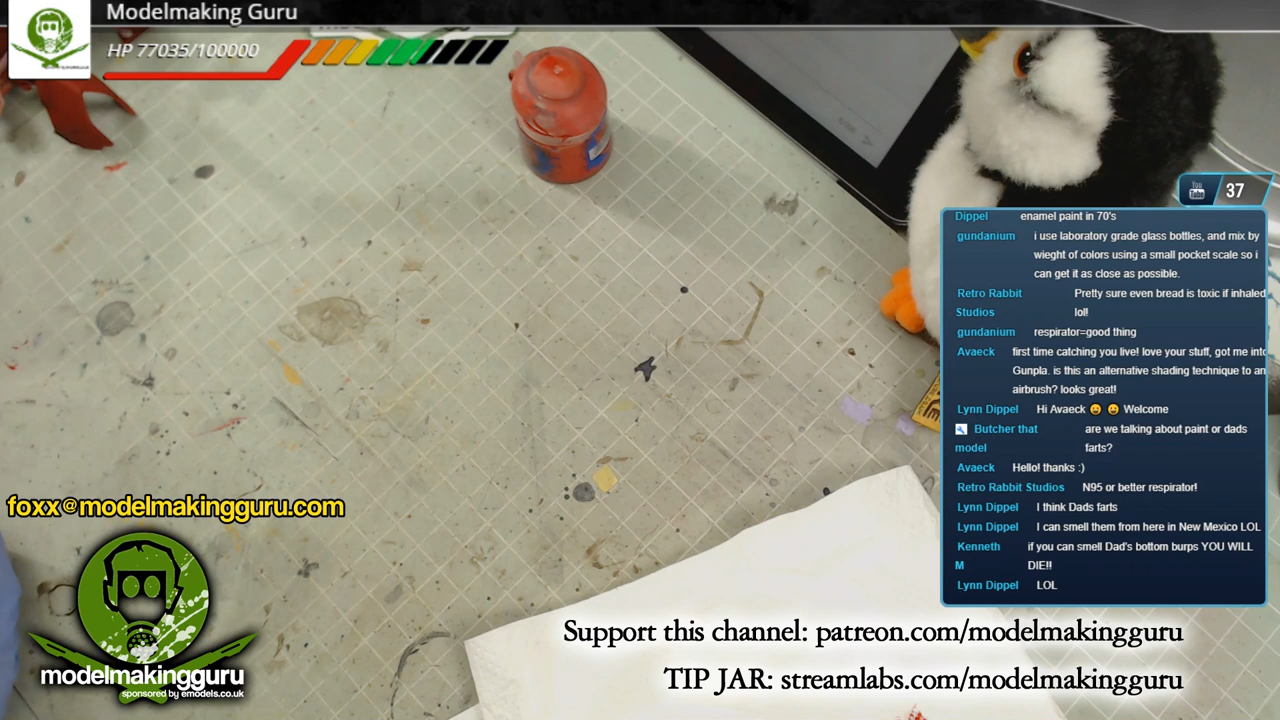 Modelmaking Guru
HP 77035/100000
You
Tube
37
Dippel enamel paint in 70's
gundanium i use laboratory grade glass bottles, and mix by
wieght of colors using a small pocket scale so i
can get it as close as possible.
Retro Rabbit Pretty sure even bread is toxic if inhaled
Studios lol!
gundanium respirator=good thing
Avaeck first time catching you live! love your stuff, got me into
Gunpla. is this an alternative shading technique to an
airbrush? looks great!
Lynn Dippel Hi Avaeck Welcome
Butcher that are we talking about paint or dads
model farts?
Avaeck Hello! thanks :)
Retro Rabbit Studios N95 or better respirator!
Lynn Dippel I think Dads farts
Lynn Dippel I can smell them from here in New Mexico LOL
Kenneth if you can smell Dad's bottom burps YOU WILL
M DIE!!
Lynn Dippel LOL
foxx@modelmakingguru.com
modelmakingguru
sponsored by emodels.co.uk
Support this channel: patreon.com/modelmakingguru
TIP JAR: streamlabs.com/modelmakingguru